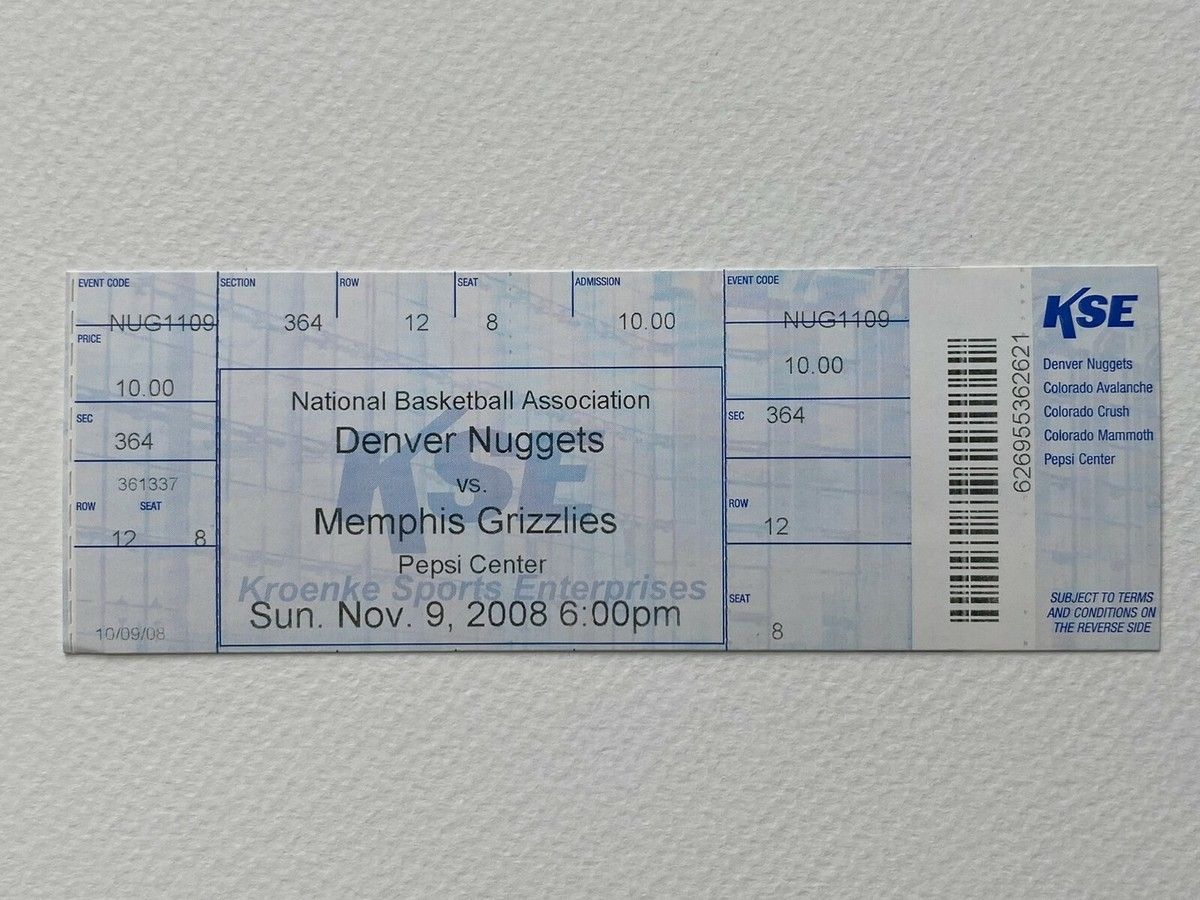 EVENT CODE
NUG1109
PRICE
10.00
SEC
364
361337
ROW SEAT
12 8
10/09/08
SECTION ROW SEAT ADMISSION
364 12 8 10.00
National Basketball Association
Denver Nuggets
vs.
Memphis Grizzlies
Pepsi Center
KSE
Kroenke Sports Enterprises
Sun. Nov. 9, 2008 6:00pm
EVENT CODE
NUG1109
10.00
SEC 364
ROW
12
SEAT
8
626955362621
KSE
Denver Nuggets
Colorado Avalanche
Colorado Crush
Colorado Mammoth
Pepsi Center
SUBJECT TO TERMS
AND CONDITIONS ON
THE REVERSE SIDE